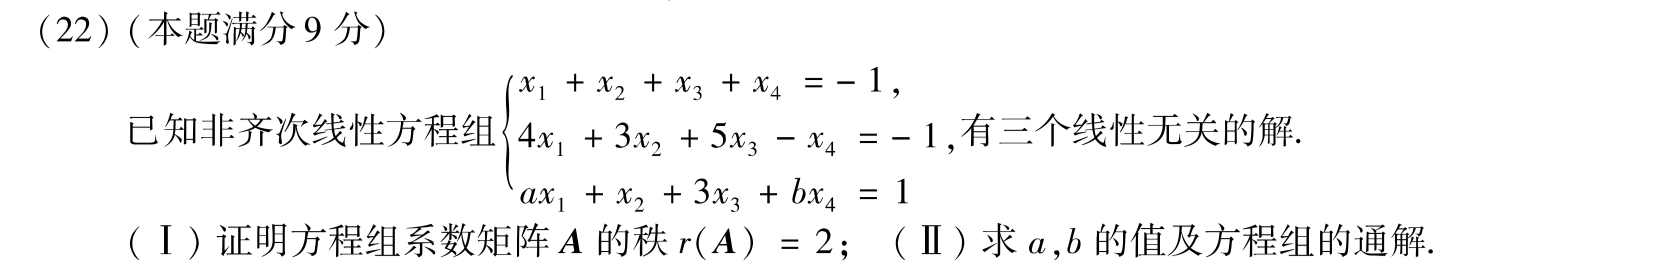 (22)(本题满分 9 分)
x₁ + x₂ + x₃ + x₄ = − 1,
已知非齐次线性方程组{4x₁ + 3x₂ + 5x₃ − x₄ = − 1,有三个线性无关的解.
ax₁ + x₂ + 3x₃ + bx₄ = 1
(Ⅰ)证明方程组系数矩阵 A 的秩 r(A) = 2; (Ⅱ)求 a,b 的值及方程组的通解.